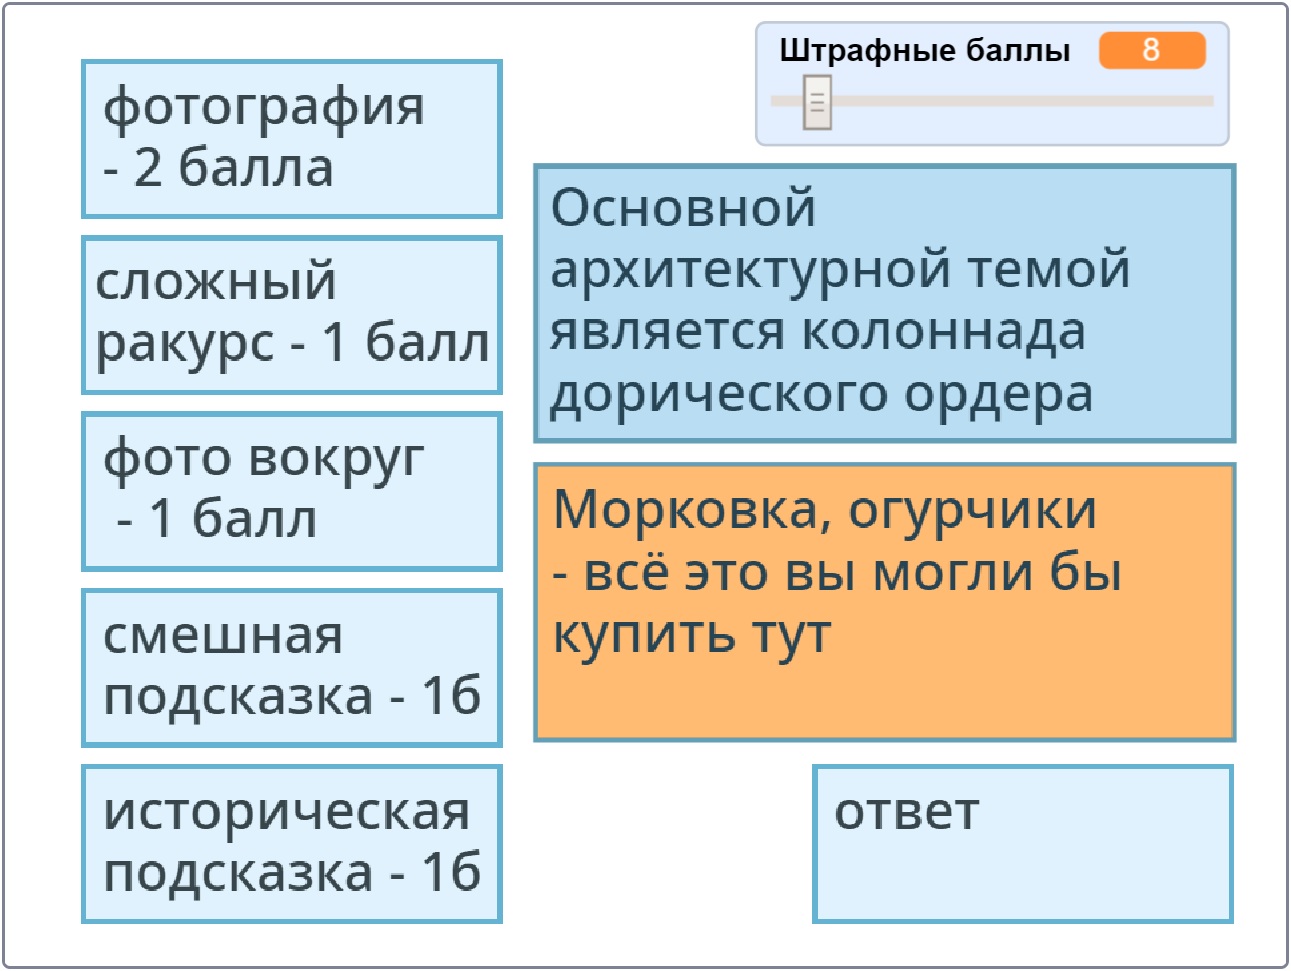 Штрафные баллы 8
фотография
- 2 балла
сложный
ракурс - 1 балл
фото вокруг
- 1 балл
смешная
подсказка - 1б
историческая
подсказка - 1б
Основной
архитектурной темой
является колоннада
дорического ордера
Морковка, огурчики
- всё это вы могли бы
купить тут
ответ